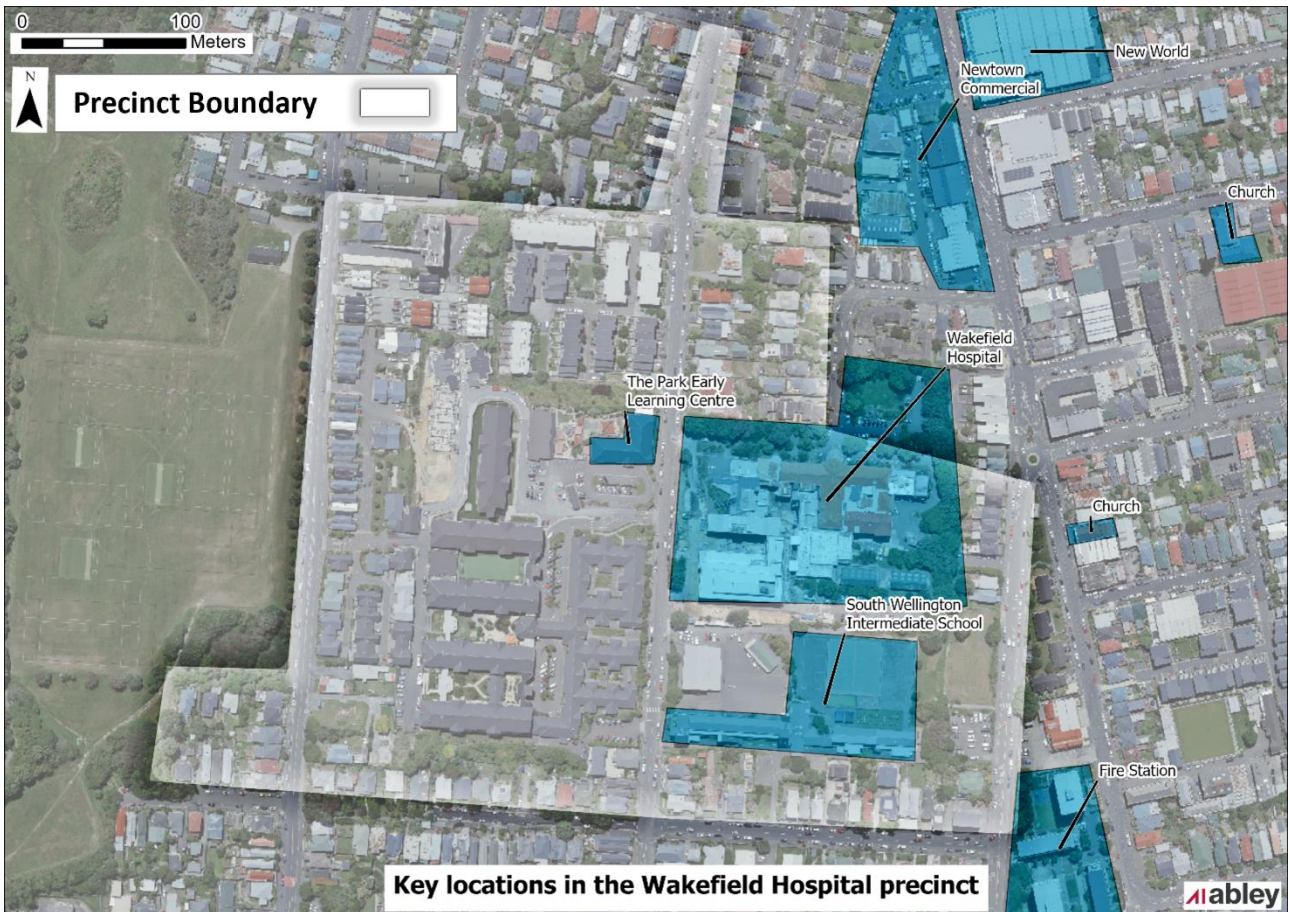 0 100
Meters
N
Precinct Boundary
New World
Newtown
Commercial
Church
Wakefield
Hospital
The Park Early
Learning Centre
Church
South Wellington
Intermediate School
Fire Station
Key locations in the Wakefield Hospital precinct
abley